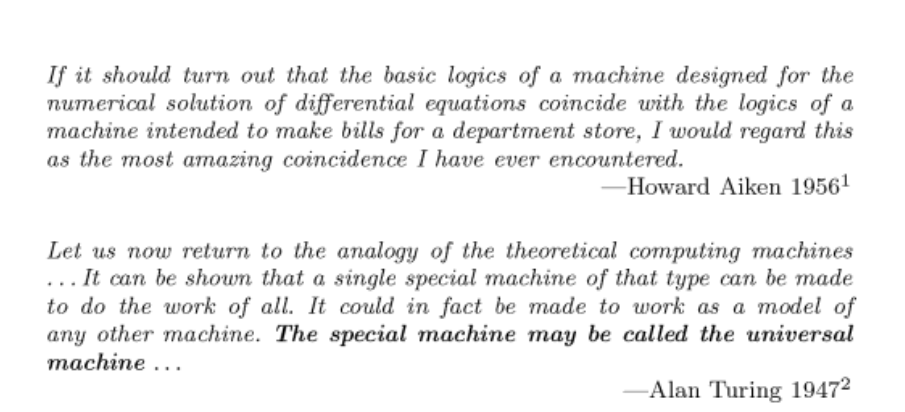 If it should turn out that the basic logics of a machine designed for the
numerical solution of differential equations coincide with the logics of a
machine intended to make bills for a department store, I would regard this
as the most amazing coincidence I have ever encountered.
—Howard Aiken 1956¹
Let us now return to the analogy of the theoretical computing machines
...It can be shown that a single special machine of that type can be made
to do the work of all. It could in fact be made to work as a model of
any other machine. The special machine may be called the universal
machine ...
—Alan Turing 1947²